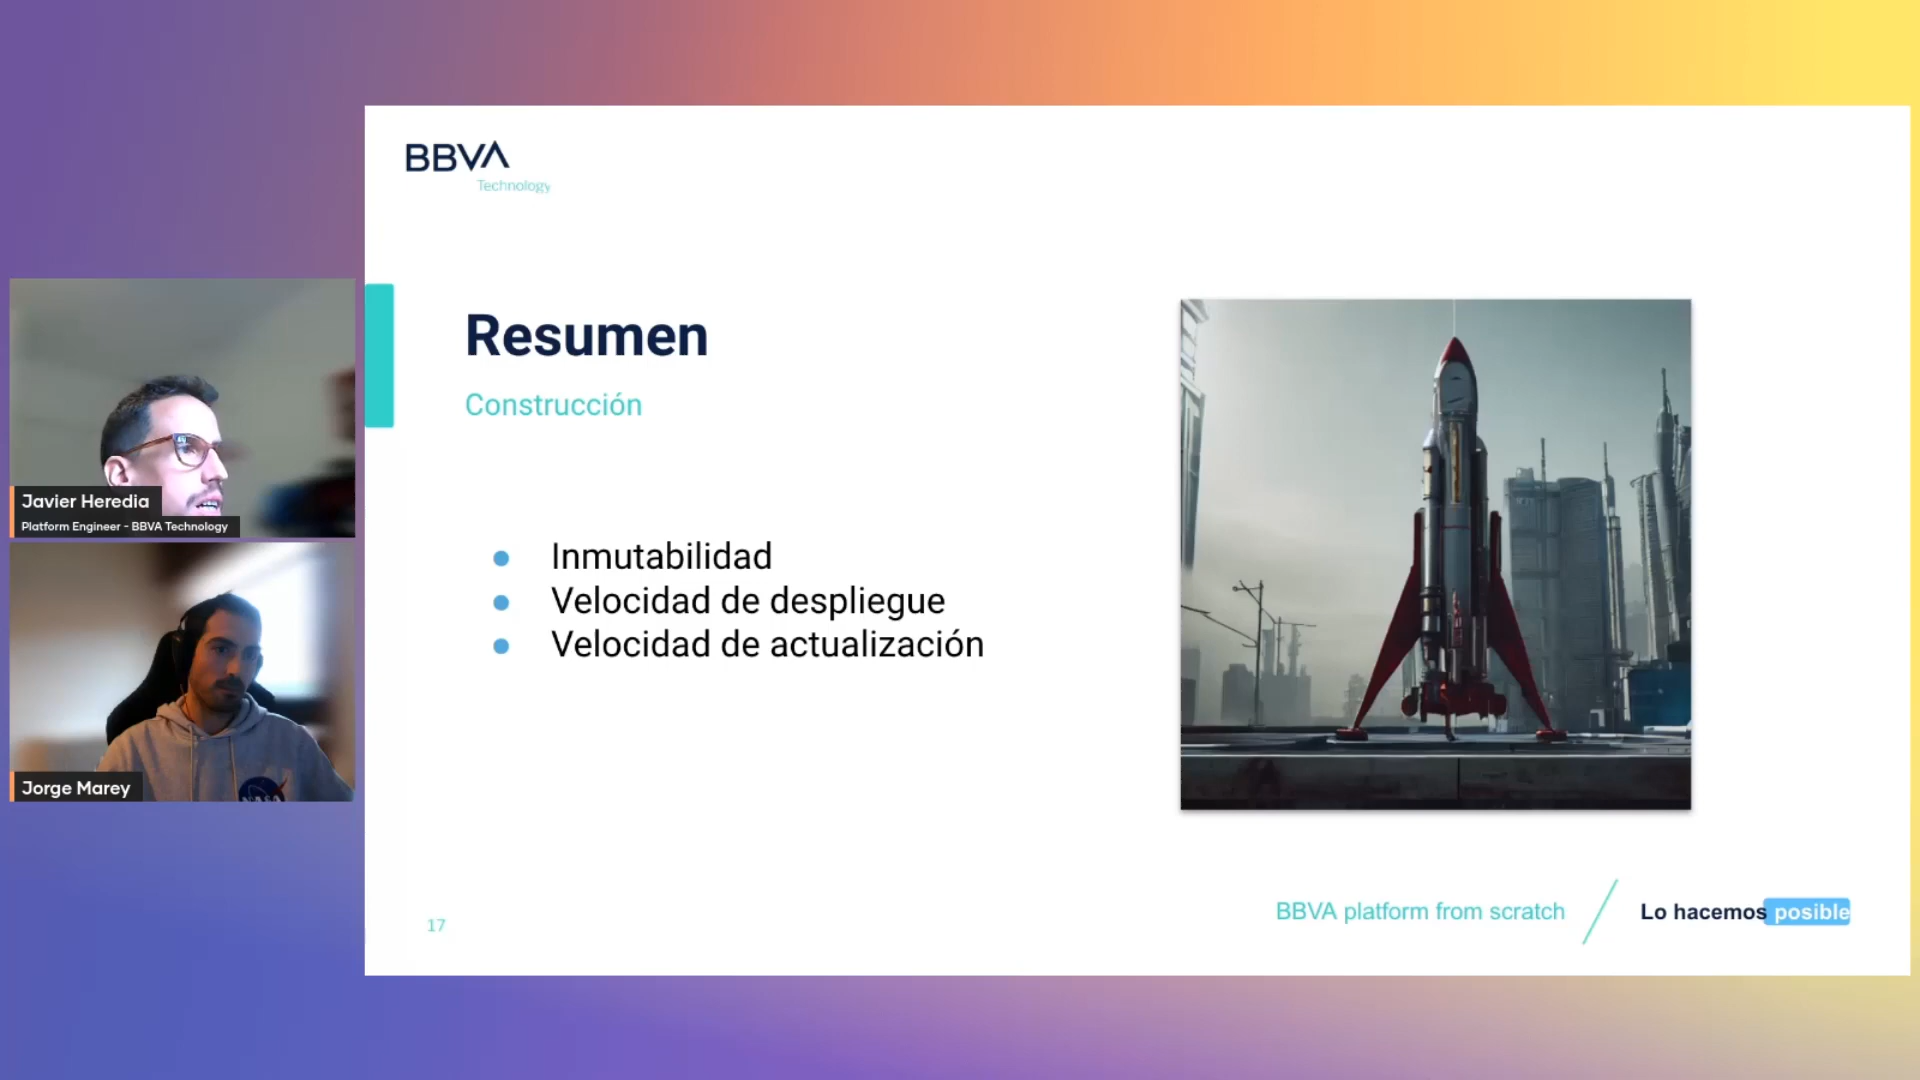 BBVA
Technology
Resumen
Construcción
Inmutabilidad
Velocidad de despliegue
Velocidad de actualización
17
BBVA platform from scratch
Lo hacemos posible
Javier Heredia
Platform Engineer - BBVA Technology
Jorge Marey
NASA